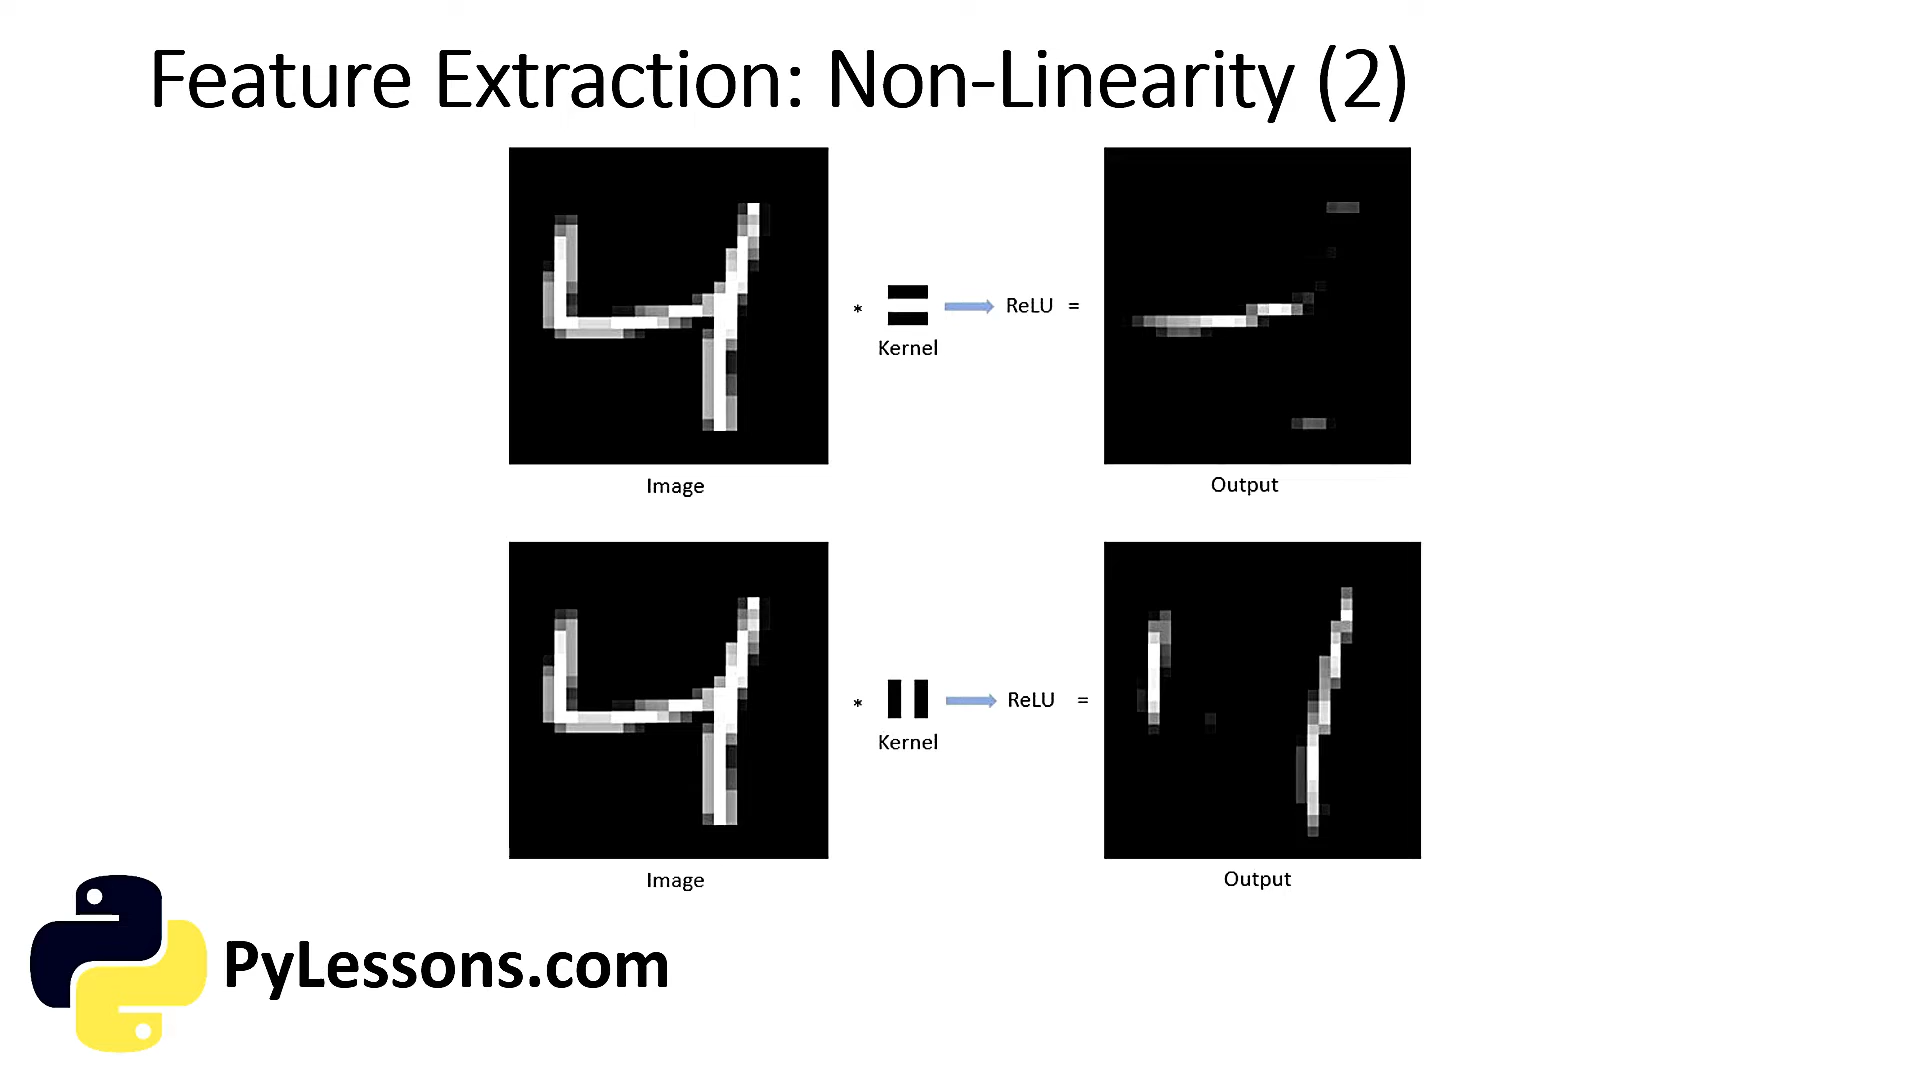 Feature Extraction: Non-Linearity (2)
* Kernel ReLU =
Image
Output
* Kernel ReLU =
Image
Output
PyLessons.com